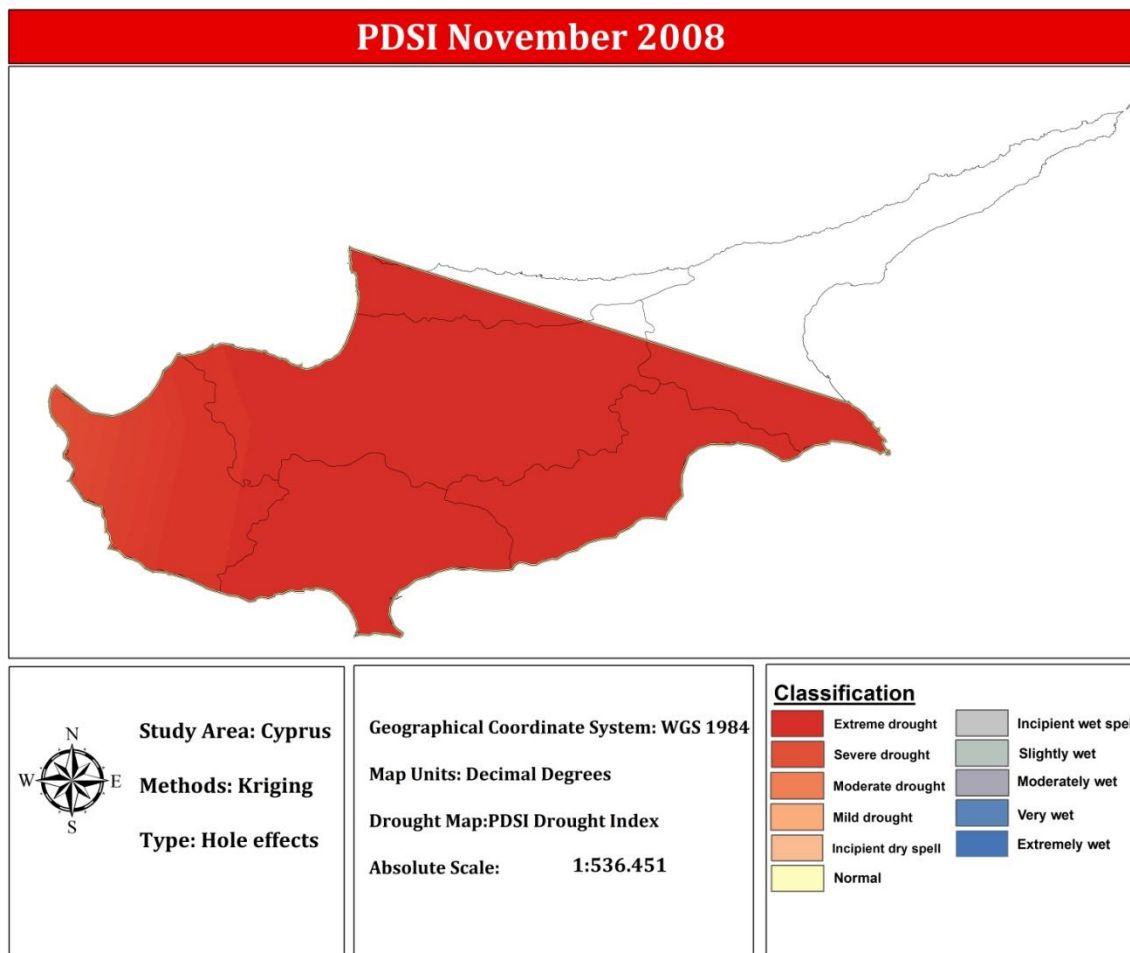 PDSI November 2008
N
W
E
S
Study Area: Cyprus
Methods: Kriging
Type: Hole effects
Geographical Coordinate System: WGS 1984
Map Units: Decimal Degrees
Drought Map:PDSI Drought Index
Absolute Scale: 1:536.451
Classification
Extreme drought
Severe drought
Moderate drought
Mild drought
Incipient dry spell
Normal
Incipient wet spel
Slightly wet
Moderately wet
Very wet
Extremely wet